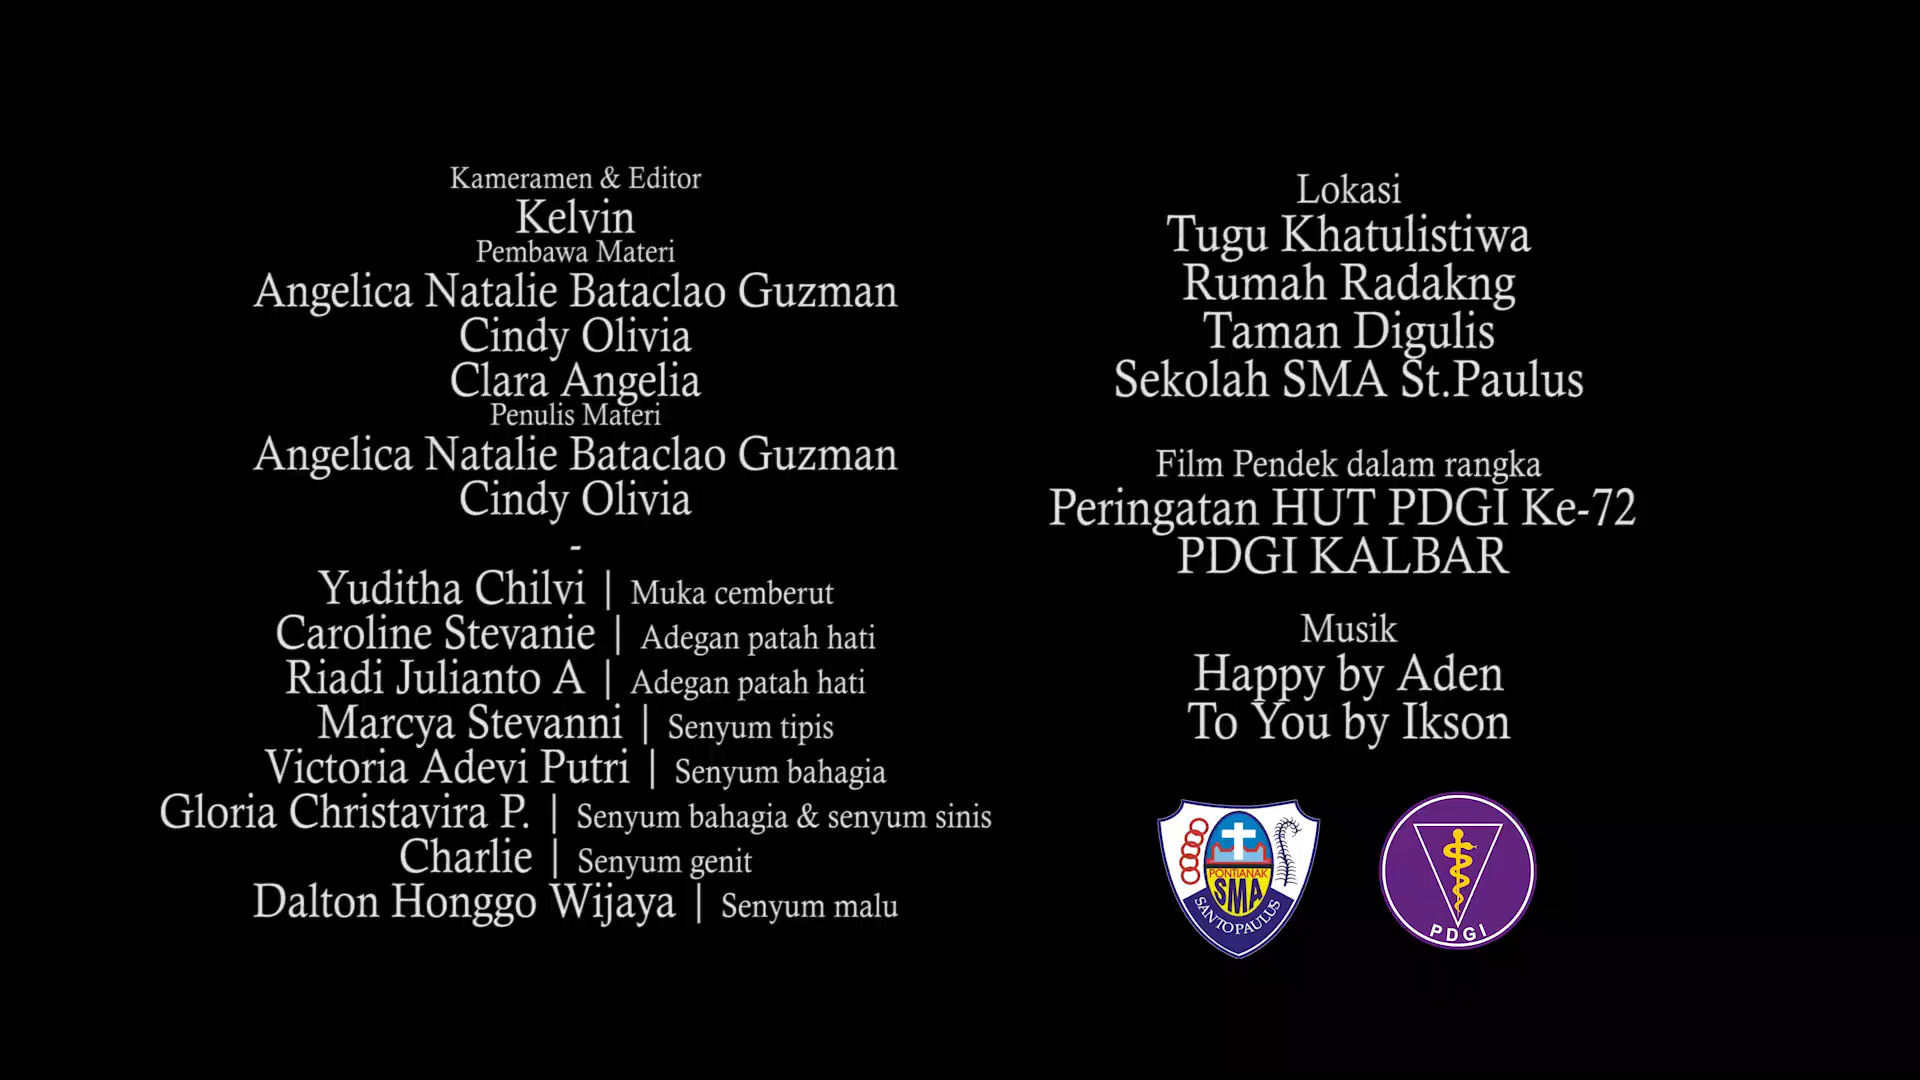 Kameramen & Editor
Kelvin
Pembawa Materi
Angelica Natalie Bataclao Guzman
Cindy Olivia
Clara Angelia
Penulis Materi
Angelica Natalie Bataclao Guzman
Cindy Olivia
-
Yuditha Chilvi | Muka cemberut
Caroline Stevanie | Adegan patah hati
Riadi Julianto A | Adegan patah hati
Marcya Stevanni | Senyum tipis
Victoria Adevi Putri | Senyum bahagia
Gloria Christavira P. | Senyum bahagia & senyum sinis
Charlie | Senyum genit
Dalton Honggo Wijaya | Senyum malu
Lokasi
Tugu Khatulistiwa
Rumah Radakng
Taman Digulis
Sekolah SMA St.Paulus
Film Pendek dalam rangka
Peringatan HUT PDGI Ke-72
PDGI KALBAR
Musik
Happy by Aden
To You by Ikson
PONTIANAK
SMA
SANTO PAULUS
PDGI